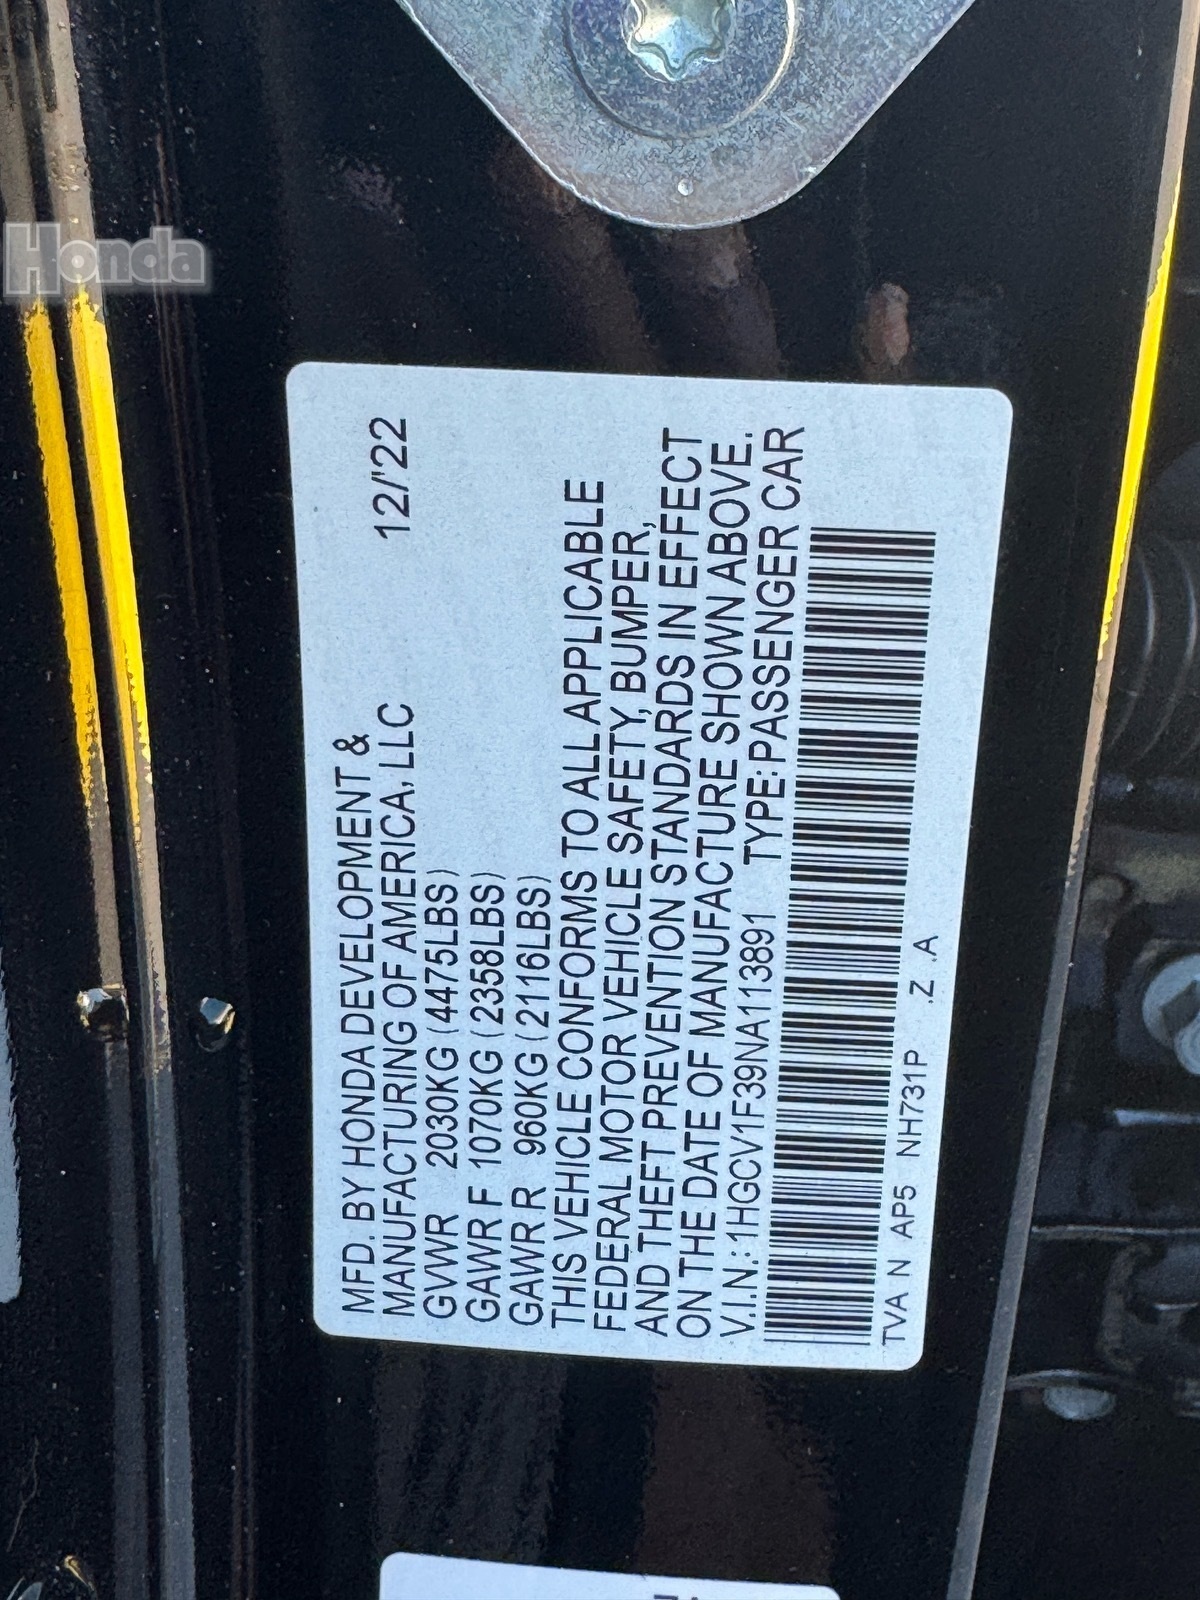 Honda
MFD. BY HONDA DEVELOPMENT &
MANUFACTURING OF AMERICA, LLC 12/'22
GVWR 2030KG (4475LBS)
GAWR F 1070KG (2358LBS)
GAWR R 960KG (2116LBS)
THIS VEHICLE CONFORMS TO ALL APPLICABLE
FEDERAL MOTOR VEHICLE SAFETY, BUMPER,
AND THEFT PREVENTION STANDARDS IN EFFECT
ON THE DATE OF MANUFACTURE SHOWN ABOVE.
V.I.N.: 1HGCV1F39NA113891 TYPE: PASSENGER CAR
TVA N AP5 NH731P .Z .A